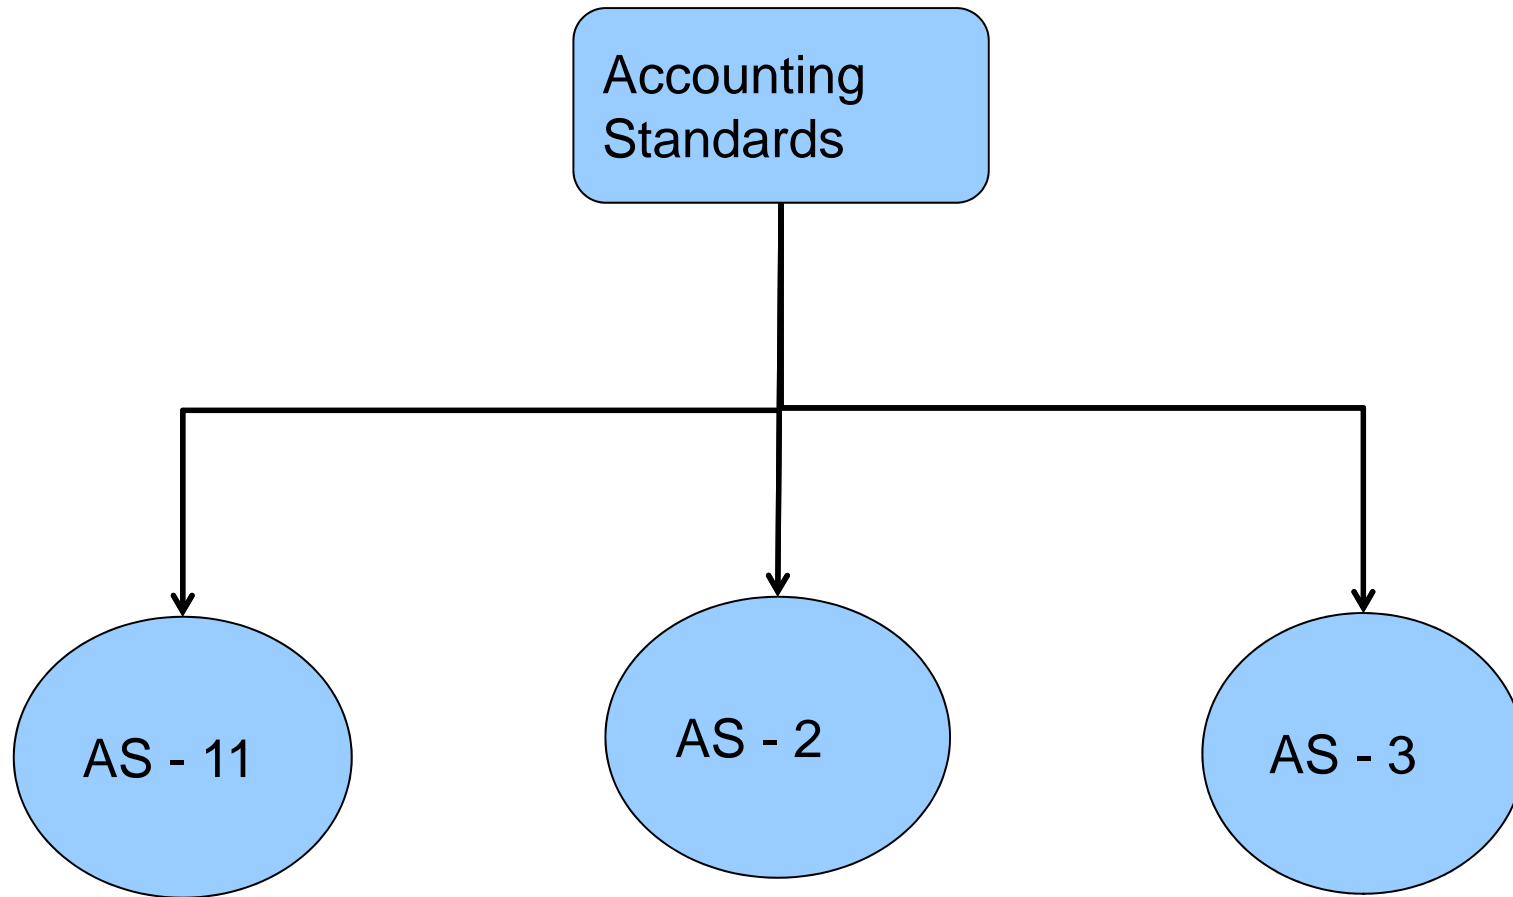 Accounting
Standards
AS - 11
AS - 2
AS - 3